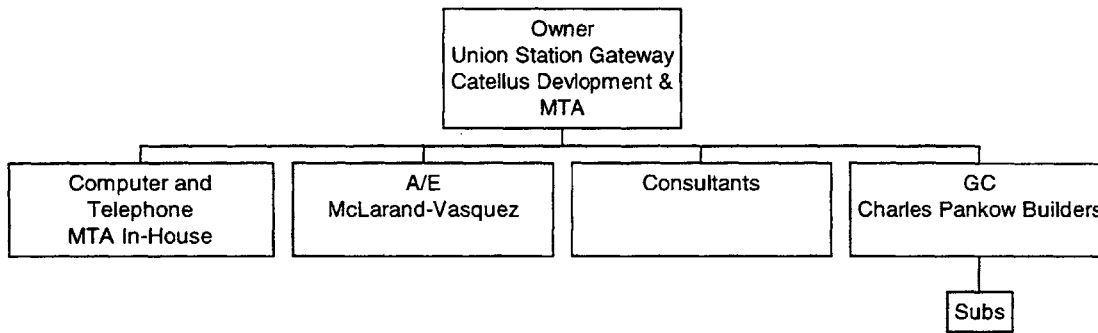 Owner
Union Station Gateway
Catellus Devlopment &
MTA
Computer and
Telephone
MTA In-House
A/E
McLarand-Vasquez
Consultants
GC
Charles Pankow Builders
Subs